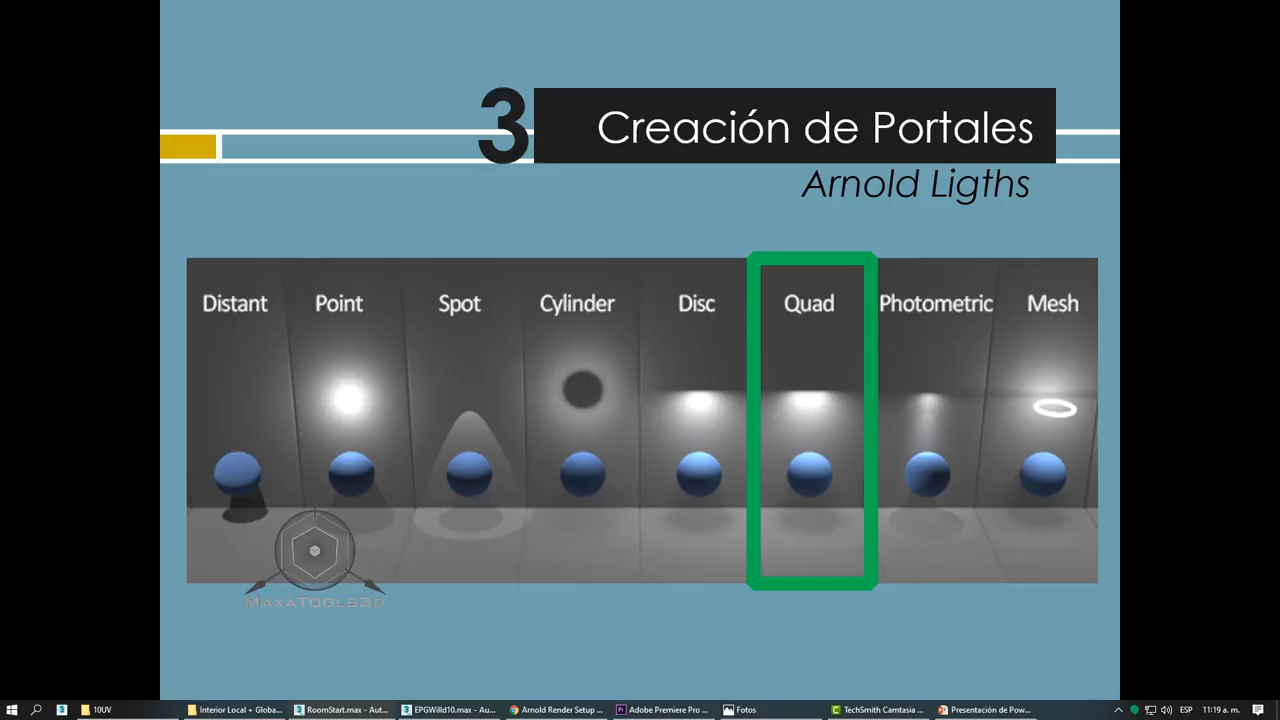 3 Creación de Portales
Arnold Ligths
Distant Point Spot Cylinder Disc Quad Photometric Mesh
MaxaTools3D
10UV Interior Local + Globa... RoomStart.max - Aut... EPGWilld10.max - Au... Arnold Render Setup ... Adobe Premiere Pro ... Fotos TechSmith Camtasia ... Presentación de Pow... ESP 11:19 a. m.